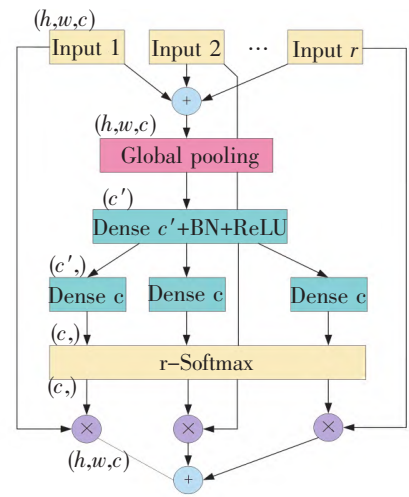 (h,w,c)
Input 1
Input 2
···
Input r
+
(h,w,c)
Global pooling
(c′)
Dense c′+BN+ReLU
(c′,)
Dense c
Dense c
Dense c
(c,)
r-Softmax
(c,)
×
×
×
(h,w,c)
+